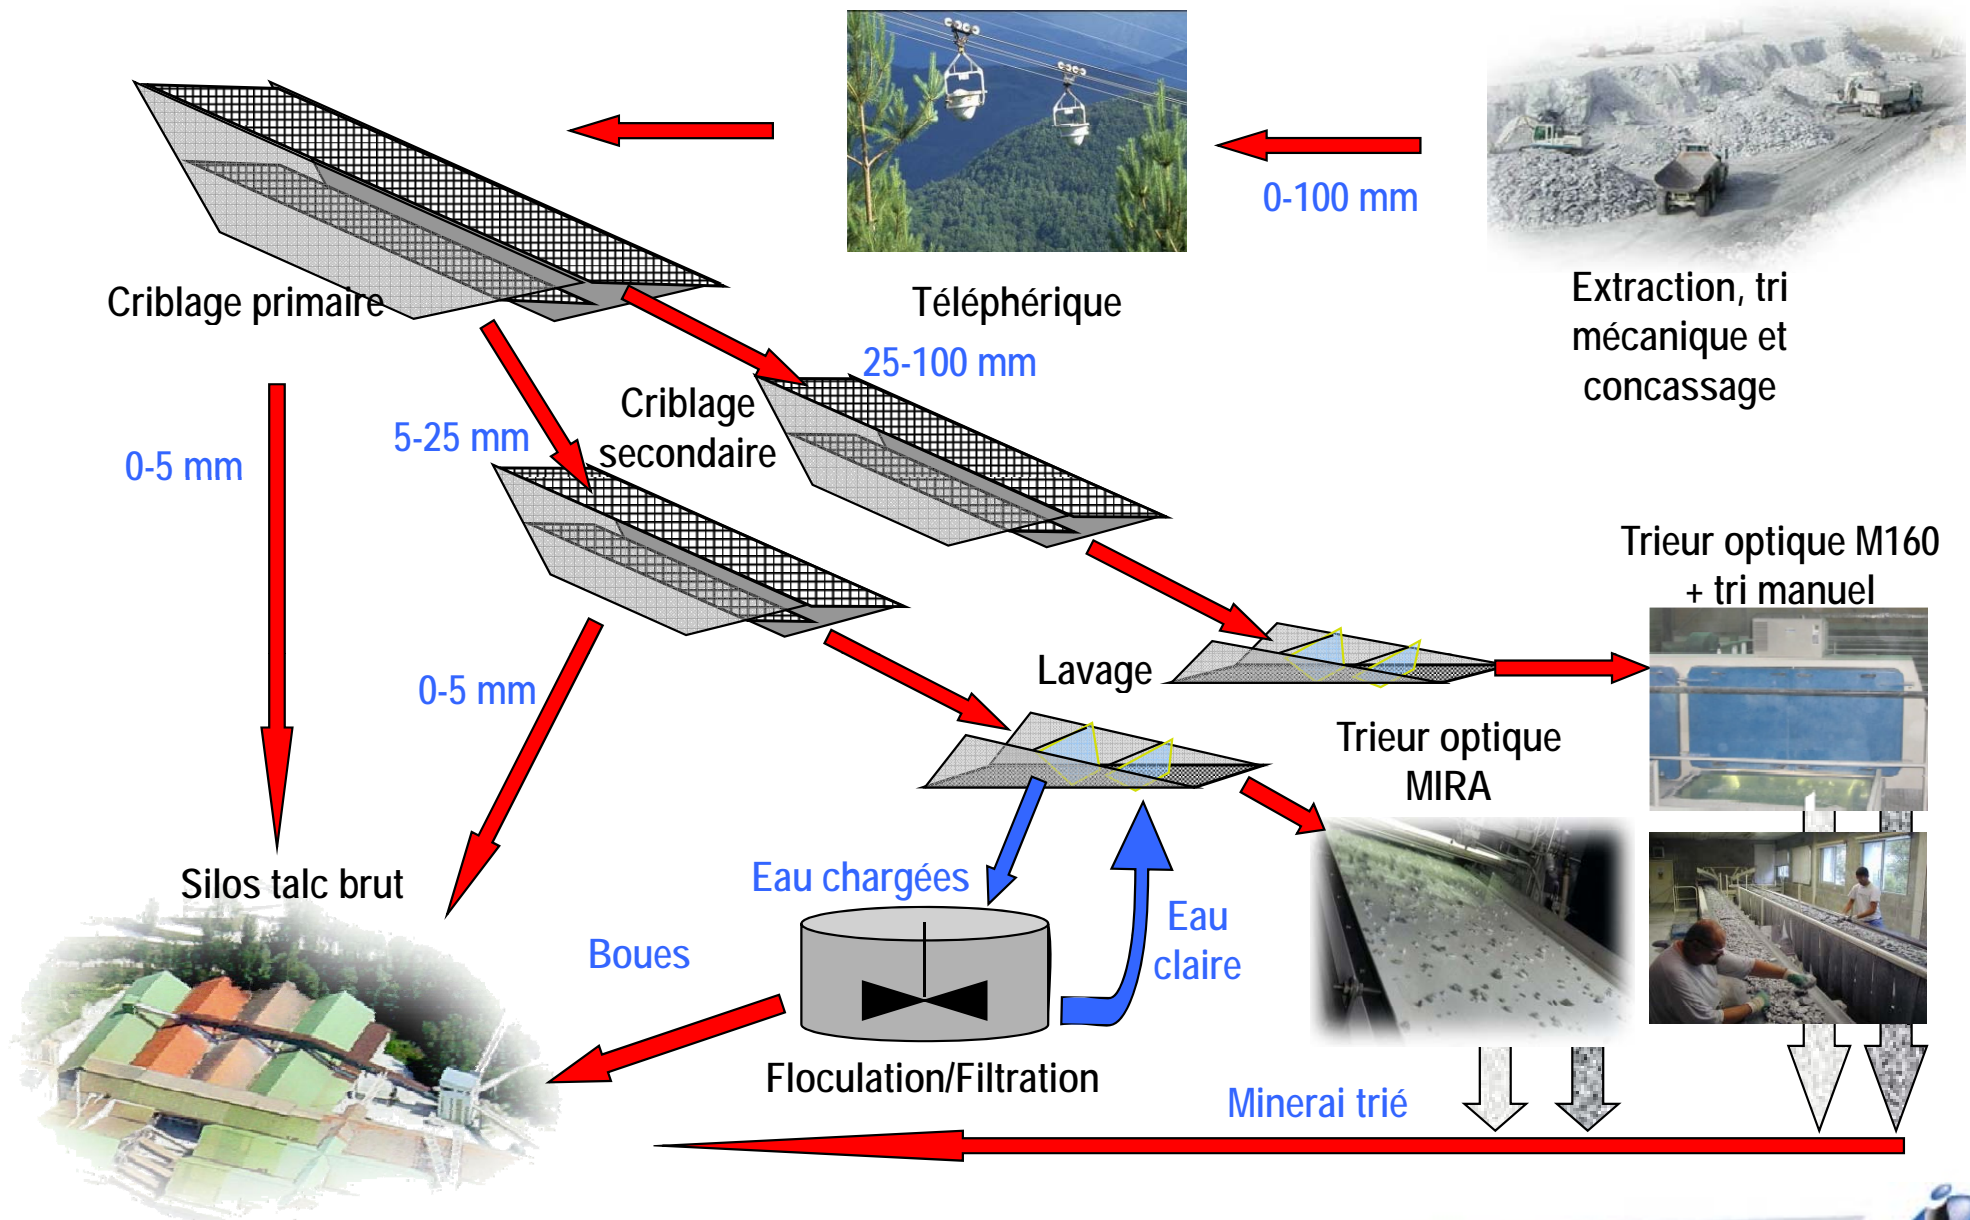 0-100 mm
Criblage primaire
Téléphérique
Extraction, tri
mécanique et
concassage
25-100 mm
Criblage
secondaire
5-25 mm
0-5 mm
Trieur optique M160
+ tri manuel
Lavage
0-5 mm
Trieur optique
MIRA
Silos talc brut
Eau chargées
Eau
claire
Boues
Floculation/Filtration
Minerai trié